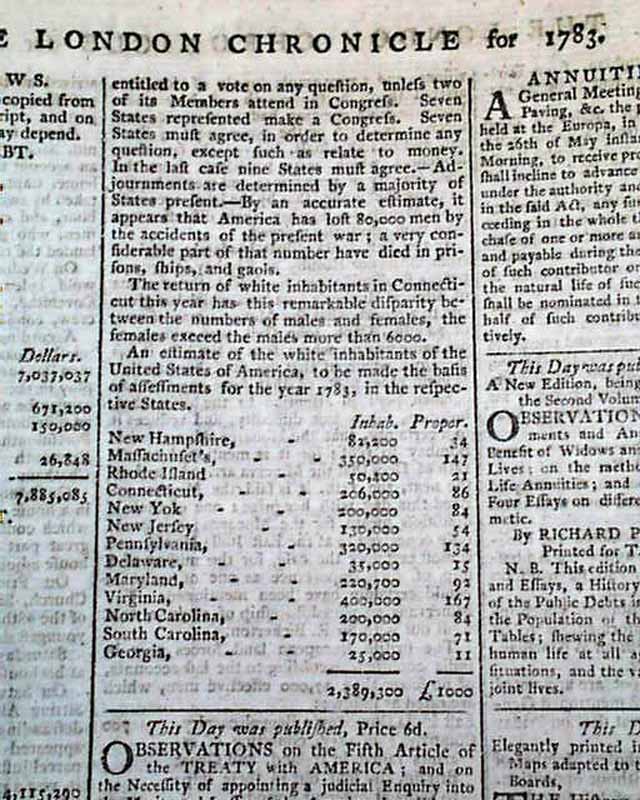 E LONDON CHRONICLE for 1783.
W S.
copied from
ript, and on
ay depend.
BT.
Dollars.
7,037,037
671,200
150,000
26,848
7,885,085
4,115,290
entitled to a vote on any queſtion, unleſs two
of its Members attend in Congreſs. Seven
States repreſented make a Congreſs. Seven
States muſt agree, in order to determine any
queſtion, except ſuch as relate to money.
In the laſt caſe nine States muſt agree.—Ad-
journments are determined by a majority of
States preſent.—By an accurate eſtimate, it
appears that America has loſt 80,000 men by
the accidents of the preſent war; a very con-
ſiderable part of that number have died in pri-
ſons, ſhips, and gaols.
The return of white inhabitants in Connecti-
cut this year has this remarkable diſparity be-
tween the numbers of males and females, the
females exceed the males more than 6000.
An eſtimate of the white inhabitants of the
United States of America, to be made the baſis
of aſſeſſments for the year 1783, in the reſpec-
tive States.
Inhab. Propor.
New Hampſhire, - 82,200 34
Maſſachuſet's, - - 350,000 147
Rhode Iſland - 50,400 21
Connecticut, - - 206,000 86
New Yok - - 200,000 84
New Jerſey - - 130,000 54
Pennſylvania, - 320,000 134
Delaware, - - 35,000 15
Maryland, - - 220,700 92
Virginia, - - 400,000 167
North Carolina, - 200,000 84
South Carolina, - 170,000 71
Georgia, - - 25,000 11
2,389,300 £1000
This Day was publiſhed, Price 6d.
OBSERVATIONS on the Fifth Article of
the TREATY with AMERICA; and on
the Neceſſity of appointing a judicial Enquiry into
ANNUITI
A General Meeting
Paving, &c. the
held at the Europa, in
the 26th of May inſtan
Morning, to receive pro
ſhall incline to advance
under the authority an
in the ſaid Act, any ſu
ceeding in the whole t
chaſe of one or more an
and payable during the
of ſuch contributor o
the natural life of ſuc
ſhall be nominated in
half of ſuch contribu
tively.
This Day was pub
A New Edition, being
the Second Volum
OBSERVATION
ments and An
Benefit of Widows an
Lives; on the metho
Life Annuities; and
Four Eſſays on differe
metic.
By RICHARD P
Printed for T.
N. B. This edition
and Eſſays, a Hiſtory
of the Public Debts
the Population of th
Tables; ſhewing the
human life at all a
ſituations, and the va
joint lives.
This D
Elegantly printed in
Maps adapted to t
Boards,